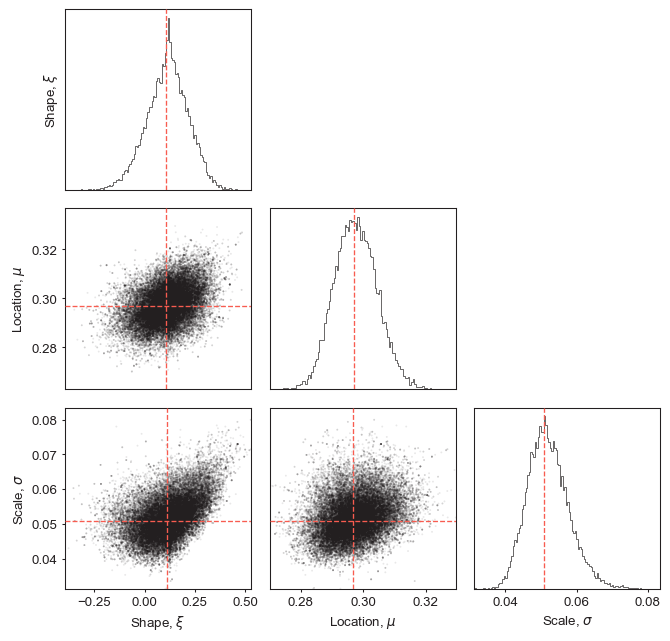 Shape, ξ
Location, μ
0.32
0.30
0.28
Scale, σ
0.08
0.07
0.06
0.05
0.04
−0.25 0.00 0.25 0.50
0.28 0.30 0.32
0.04 0.06 0.08
Shape, ξ
Location, μ
Scale, σ